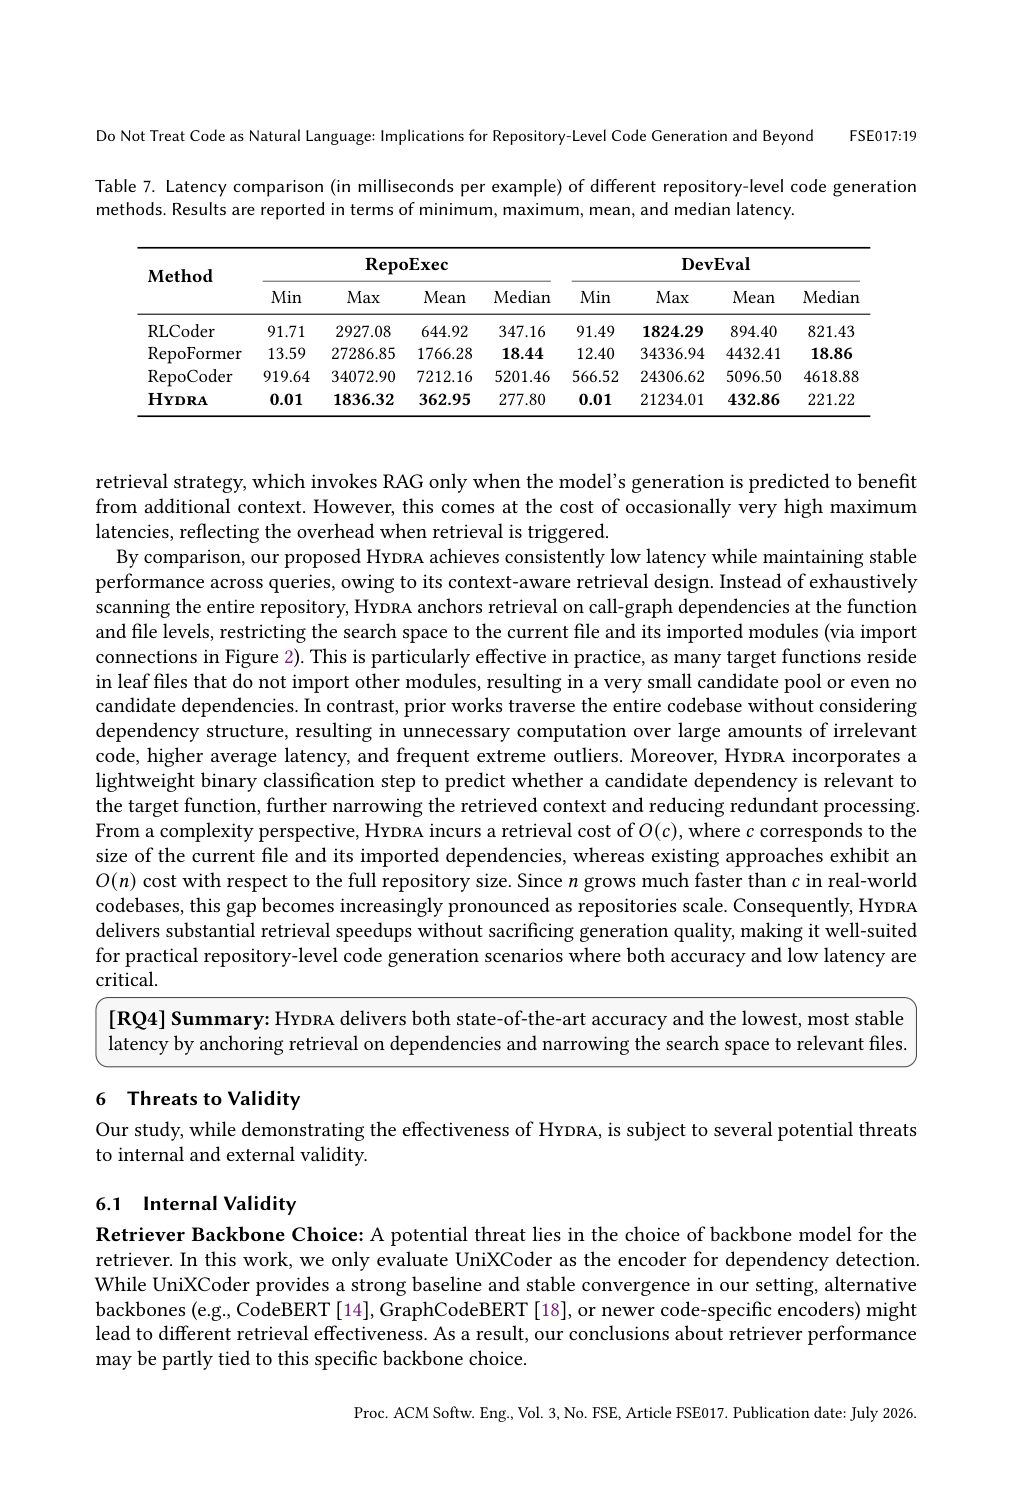 Do Not Treat Code as Natural Language: Implications for Repository-Level Code Generation and Beyond FSE017:19
Table 7. Latency comparison (in milliseconds per example) of different repository-level code generation
methods. Results are reported in terms of minimum, maximum, mean, and median latency.
Method RepoExec DevEval
Min Max Mean Median Min Max Mean Median
RLCoder 91.71 2927.08 644.92 347.16 91.49 1824.29 894.40 821.43
RepoFormer 13.59 27286.85 1766.28 18.44 12.40 34336.94 4432.41 18.86
RepoCoder 919.64 34072.90 7212.16 5201.46 566.52 24306.62 5096.50 4618.88
HYDRA 0.01 1836.32 362.95 277.80 0.01 21234.01 432.86 221.22
retrieval strategy, which invokes RAG only when the model's generation is predicted to benefit
from additional context. However, this comes at the cost of occasionally very high maximum
latencies, reflecting the overhead when retrieval is triggered.
By comparison, our proposed HYDRA achieves consistently low latency while maintaining stable
performance across queries, owing to its context-aware retrieval design. Instead of exhaustively
scanning the entire repository, HYDRA anchors retrieval on call-graph dependencies at the function
and file levels, restricting the search space to the current file and its imported modules (via import
connections in Figure 2). This is particularly effective in practice, as many target functions reside
in leaf files that do not import other modules, resulting in a very small candidate pool or even no
candidate dependencies. In contrast, prior works traverse the entire codebase without considering
dependency structure, resulting in unnecessary computation over large amounts of irrelevant
code, higher average latency, and frequent extreme outliers. Moreover, HYDRA incorporates a
lightweight binary classification step to predict whether a candidate dependency is relevant to
the target function, further narrowing the retrieved context and reducing redundant processing.
From a complexity perspective, HYDRA incurs a retrieval cost of O(c), where c corresponds to the
size of the current file and its imported dependencies, whereas existing approaches exhibit an
O(n) cost with respect to the full repository size. Since n grows much faster than c in real-world
codebases, this gap becomes increasingly pronounced as repositories scale. Consequently, HYDRA
delivers substantial retrieval speedups without sacrificing generation quality, making it well-suited
for practical repository-level code generation scenarios where both accuracy and low latency are
critical.
[RQ4] Summary: HYDRA delivers both state-of-the-art accuracy and the lowest, most stable
latency by anchoring retrieval on dependencies and narrowing the search space to relevant files.
6 Threats to Validity
Our study, while demonstrating the effectiveness of HYDRA, is subject to several potential threats
to internal and external validity.
6.1 Internal Validity
Retriever Backbone Choice: A potential threat lies in the choice of backbone model for the
retriever. In this work, we only evaluate UniXCoder as the encoder for dependency detection.
While UniXCoder provides a strong baseline and stable convergence in our setting, alternative
backbones (e.g., CodeBERT [14], GraphCodeBERT [18], or newer code-specific encoders) might
lead to different retrieval effectiveness. As a result, our conclusions about retriever performance
may be partly tied to this specific backbone choice.
Proc. ACM Softw. Eng., Vol. 3, No. FSE, Article FSE017. Publication date: July 2026.